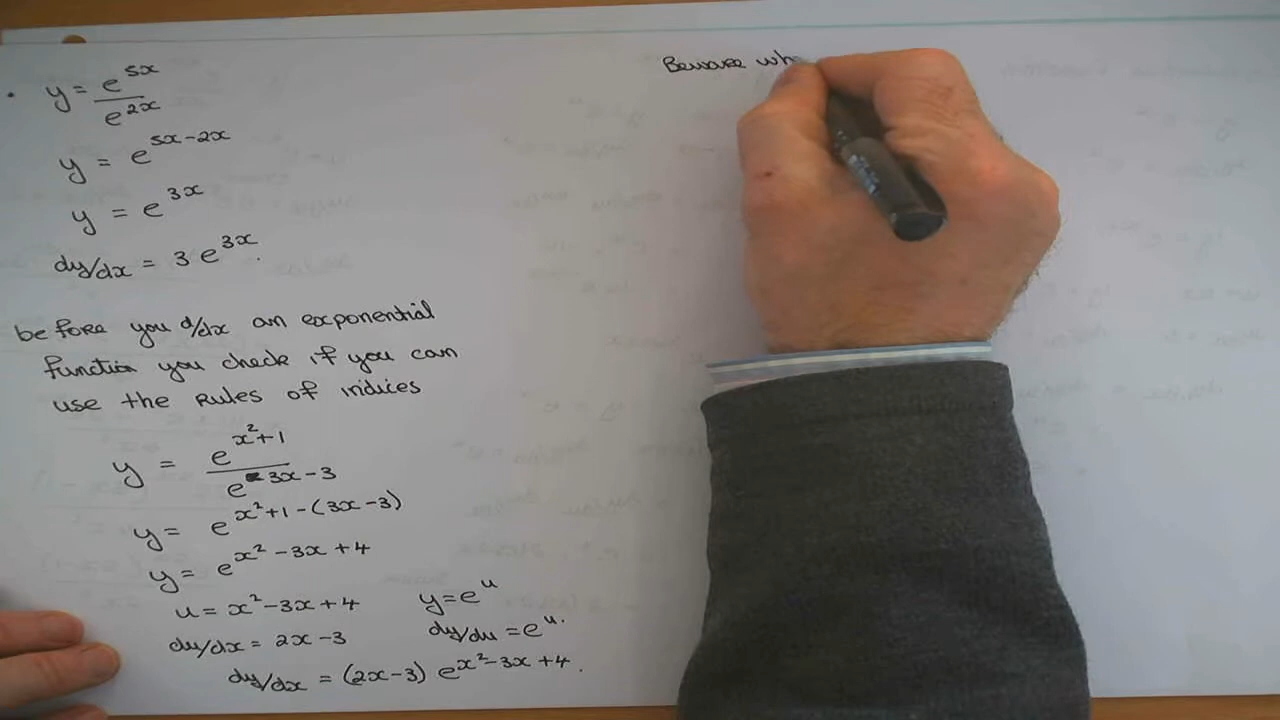 y = e^5x / e^2x
y = e^5x-2x
y = e^3x
dy/dx = 3 e^3x.
before you d/dx an exponential
function you check if you can
use the rules of indices
y = e^x²+1 / e^3x-3
y = e^x²+1-(3x-3)
y = e^x²-3x+4
u = x²-3x+4 y=e^u
du/dx = 2x-3 dy/du = e^u.
dy/dx = (2x-3) e^x²-3x+4.
Beware wh